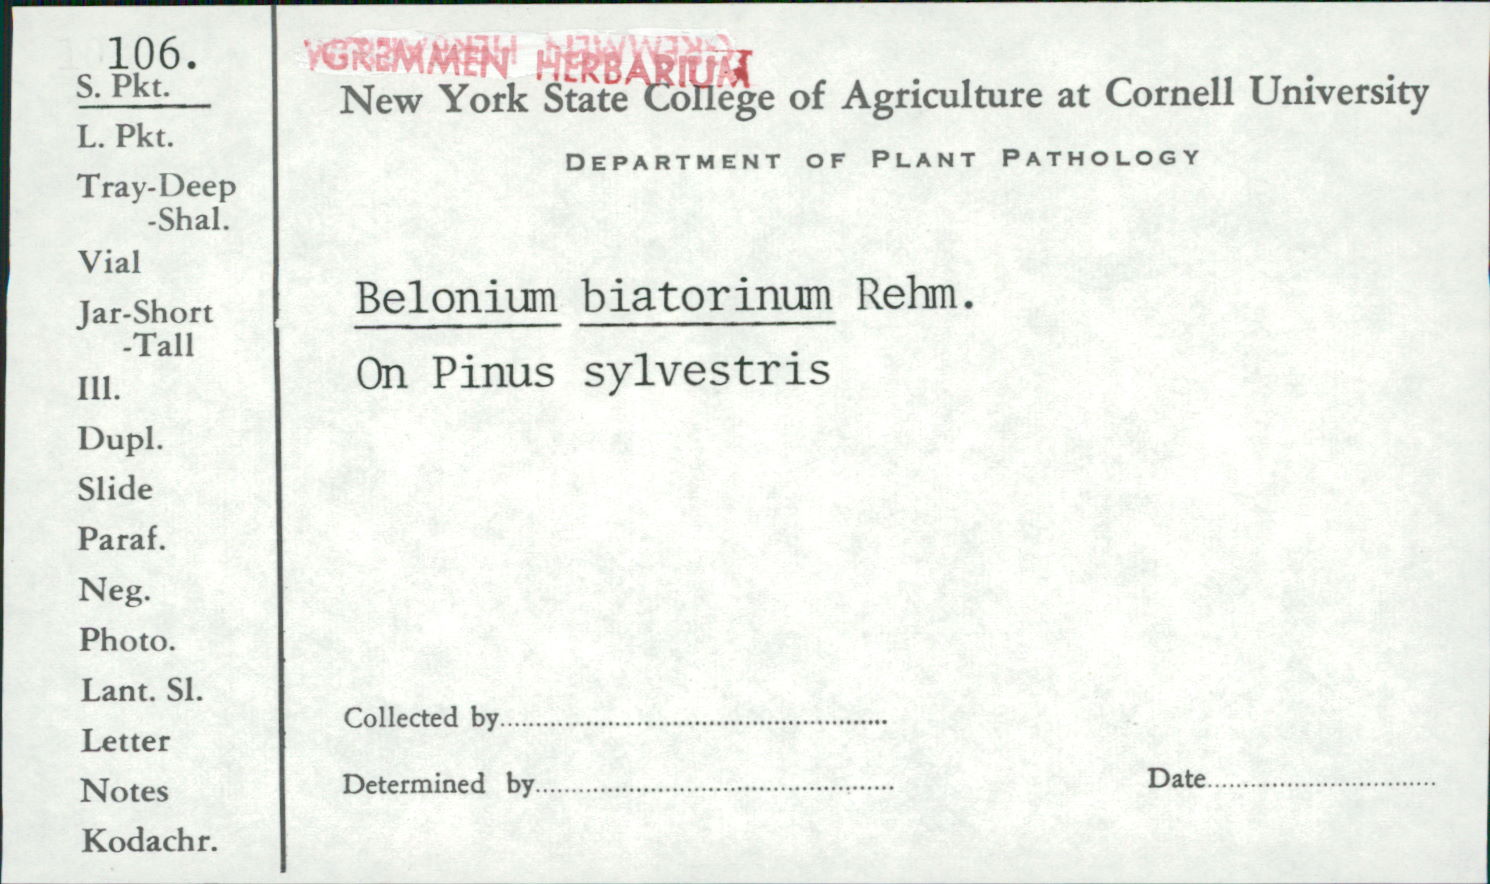 106.
S. Pkt.
L. Pkt.
Tray-Deep
-Shal.
Vial
Jar-Short
-Tall
Ill.
Dupl.
Slide
Paraf.
Neg.
Photo.
Lant. Sl.
Letter
Notes
Kodachr.
GREMMEN HERBARIUM
New York State College of Agriculture at Cornell University
DEPARTMENT OF PLANT PATHOLOGY
Belonium biatorinum Rehm.
On Pinus sylvestris
Collected by
Determined by
Date